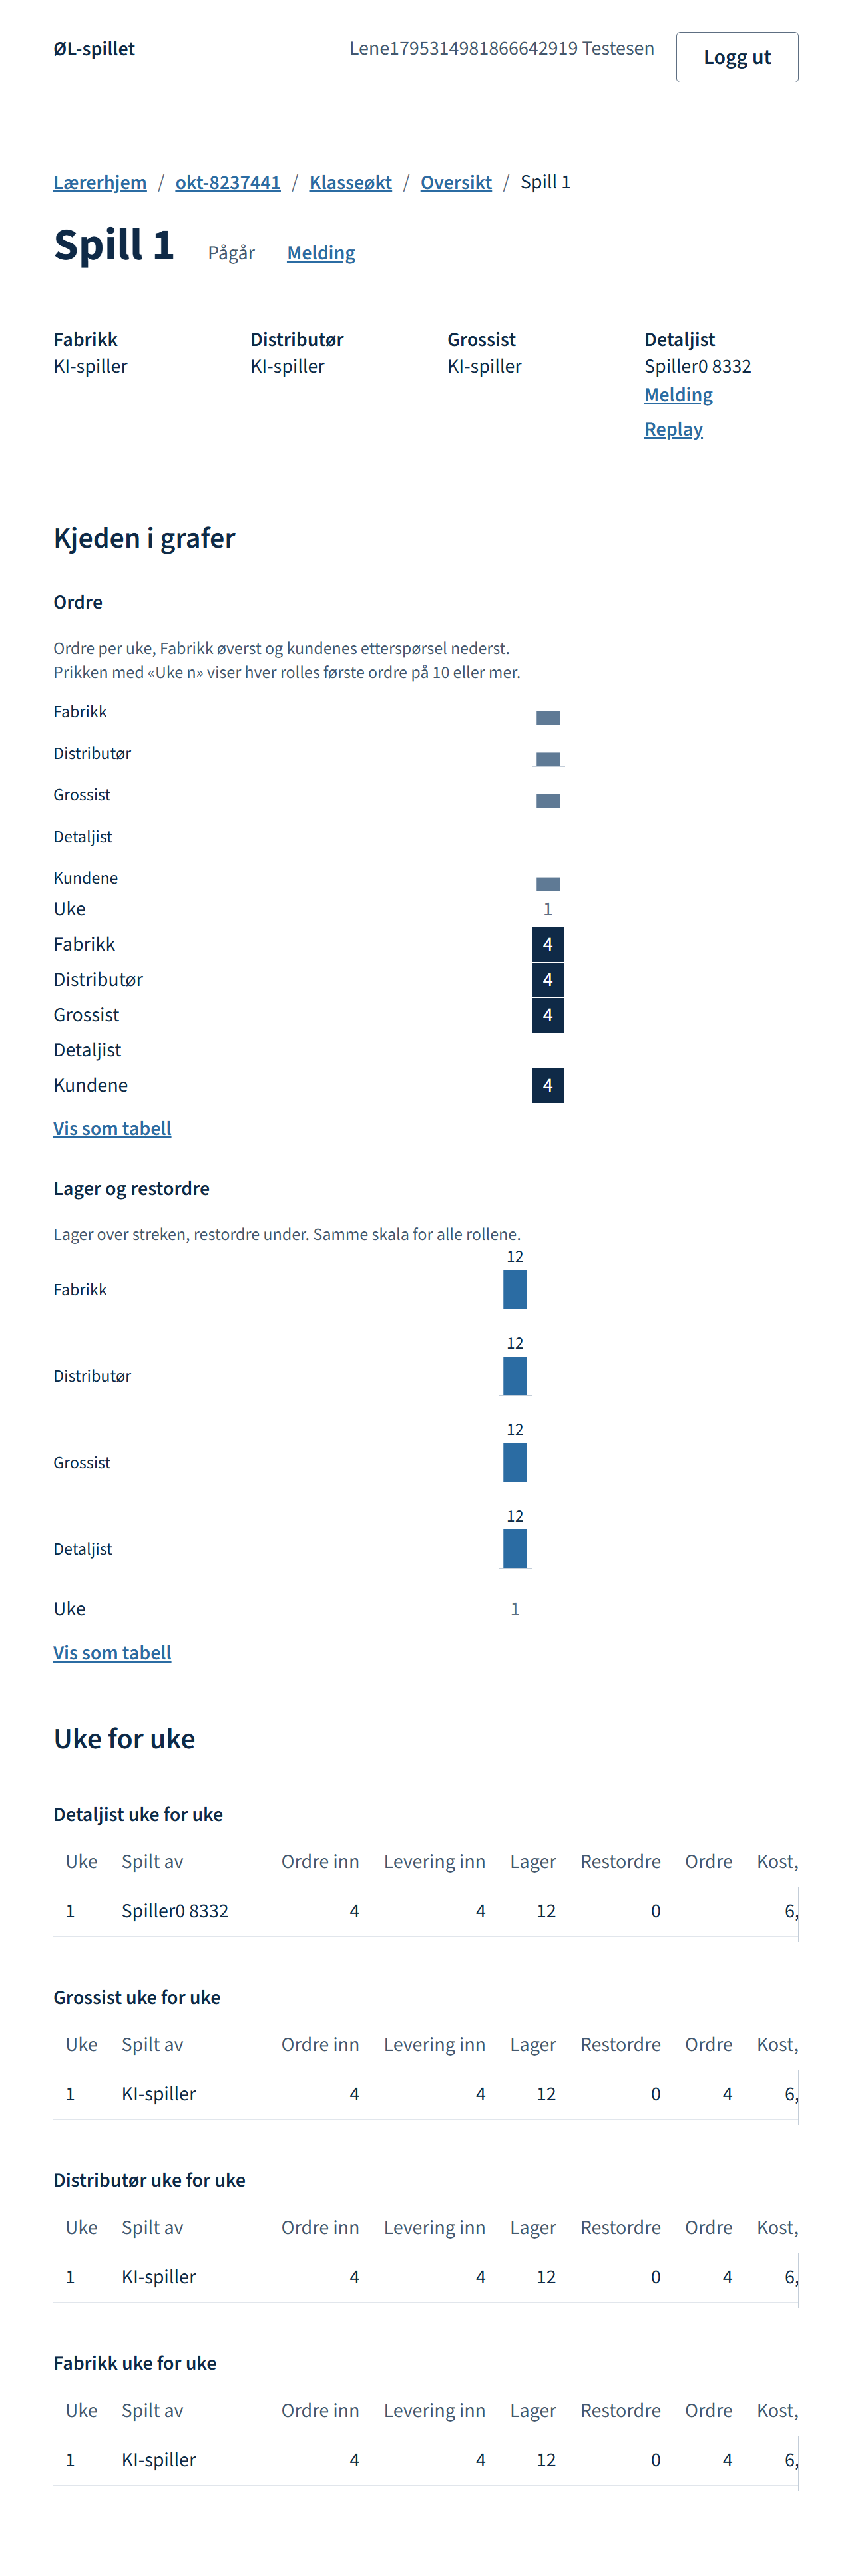 ØL-spillet
Lene1795314981866642919 Testesen
Logg ut
Lærerhjem / okt-8237441 / Klasseøkt / Oversikt / Spill 1
Spill 1 Pågår Melding
Fabrikk Distributør Grossist Detaljist
KI-spiller KI-spiller KI-spiller Spiller0 8332
Melding
Replay
Kjeden i grafer
Ordre
Ordre per uke, Fabrikk øverst og kundenes etterspørsel nederst.
Prikken med «Uke n» viser hver rolles første ordre på 10 eller mer.
Fabrikk
Distributør
Grossist
Detaljist
Kundene
Uke 1
Fabrikk 4
Distributør 4
Grossist 4
Detaljist
Kundene 4
Vis som tabell
Lager og restordre
Lager over streken, restordre under. Samme skala for alle rollene.
12
Fabrikk
12
Distributør
12
Grossist
12
Detaljist
Uke 1
Vis som tabell
Uke for uke
Detaljist uke for uke
Uke Spilt av Ordre inn Levering inn Lager Restordre Ordre Kost,
1 Spiller0 8332 4 4 12 0 6,
Grossist uke for uke
Uke Spilt av Ordre inn Levering inn Lager Restordre Ordre Kost,
1 KI-spiller 4 4 12 0 4 6,
Distributør uke for uke
Uke Spilt av Ordre inn Levering inn Lager Restordre Ordre Kost,
1 KI-spiller 4 4 12 0 4 6,
Fabrikk uke for uke
Uke Spilt av Ordre inn Levering inn Lager Restordre Ordre Kost,
1 KI-spiller 4 4 12 0 4 6,